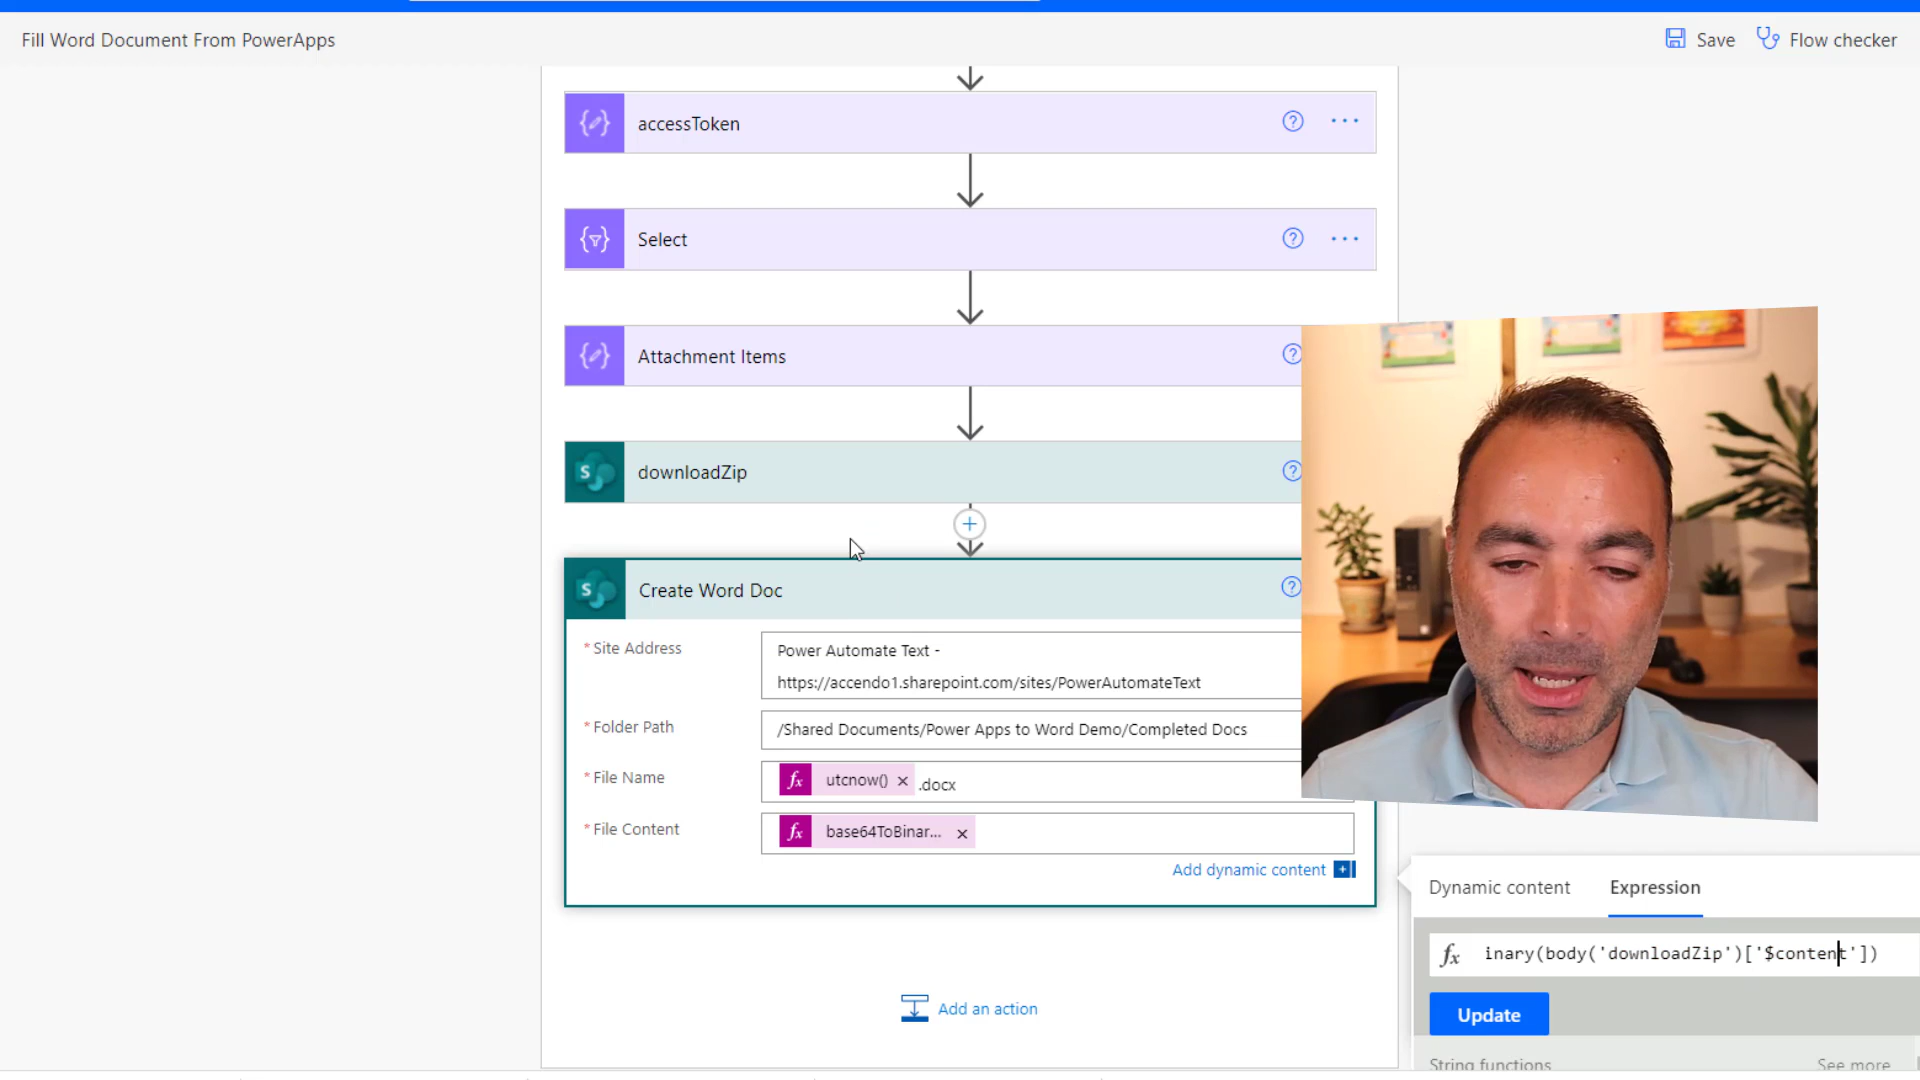 Fill Word Document From PowerApps
Save
Flow checker
accessToken
Select
Attachment Items
downloadZip
Create Word Doc
* Site Address
Power Automate Text -
https://accendo1.sharepoint.com/sites/PowerAutomateText
* Folder Path
/Shared Documents/Power Apps to Word Demo/Completed Docs
* File Name
fx utcnow() × .docx
* File Content
fx base64ToBinar... ×
Add dynamic content
Add an action
Dynamic content
Expression
fx inary(body('downloadZip')['$content'])
Update
String functions
See more